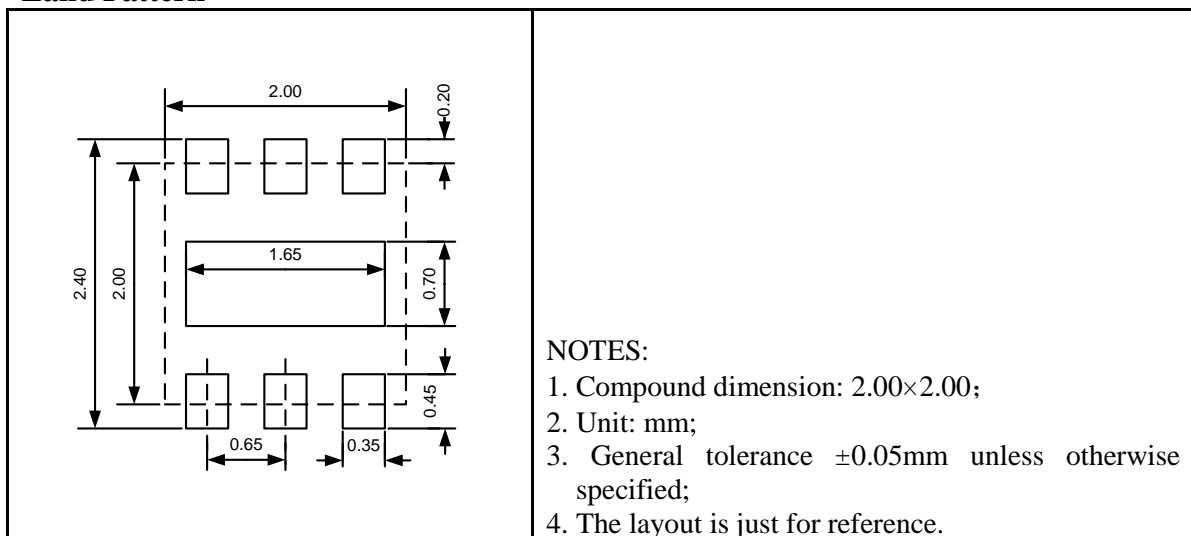 Land Pattern
2.00
0.20
2.40
2.00
1.65
0.70
0.45
0.65
0.35
NOTES:
1. Compound dimension: 2.00×2.00;
2. Unit: mm;
3. General tolerance ±0.05mm unless otherwise
specified;
4. The layout is just for reference.